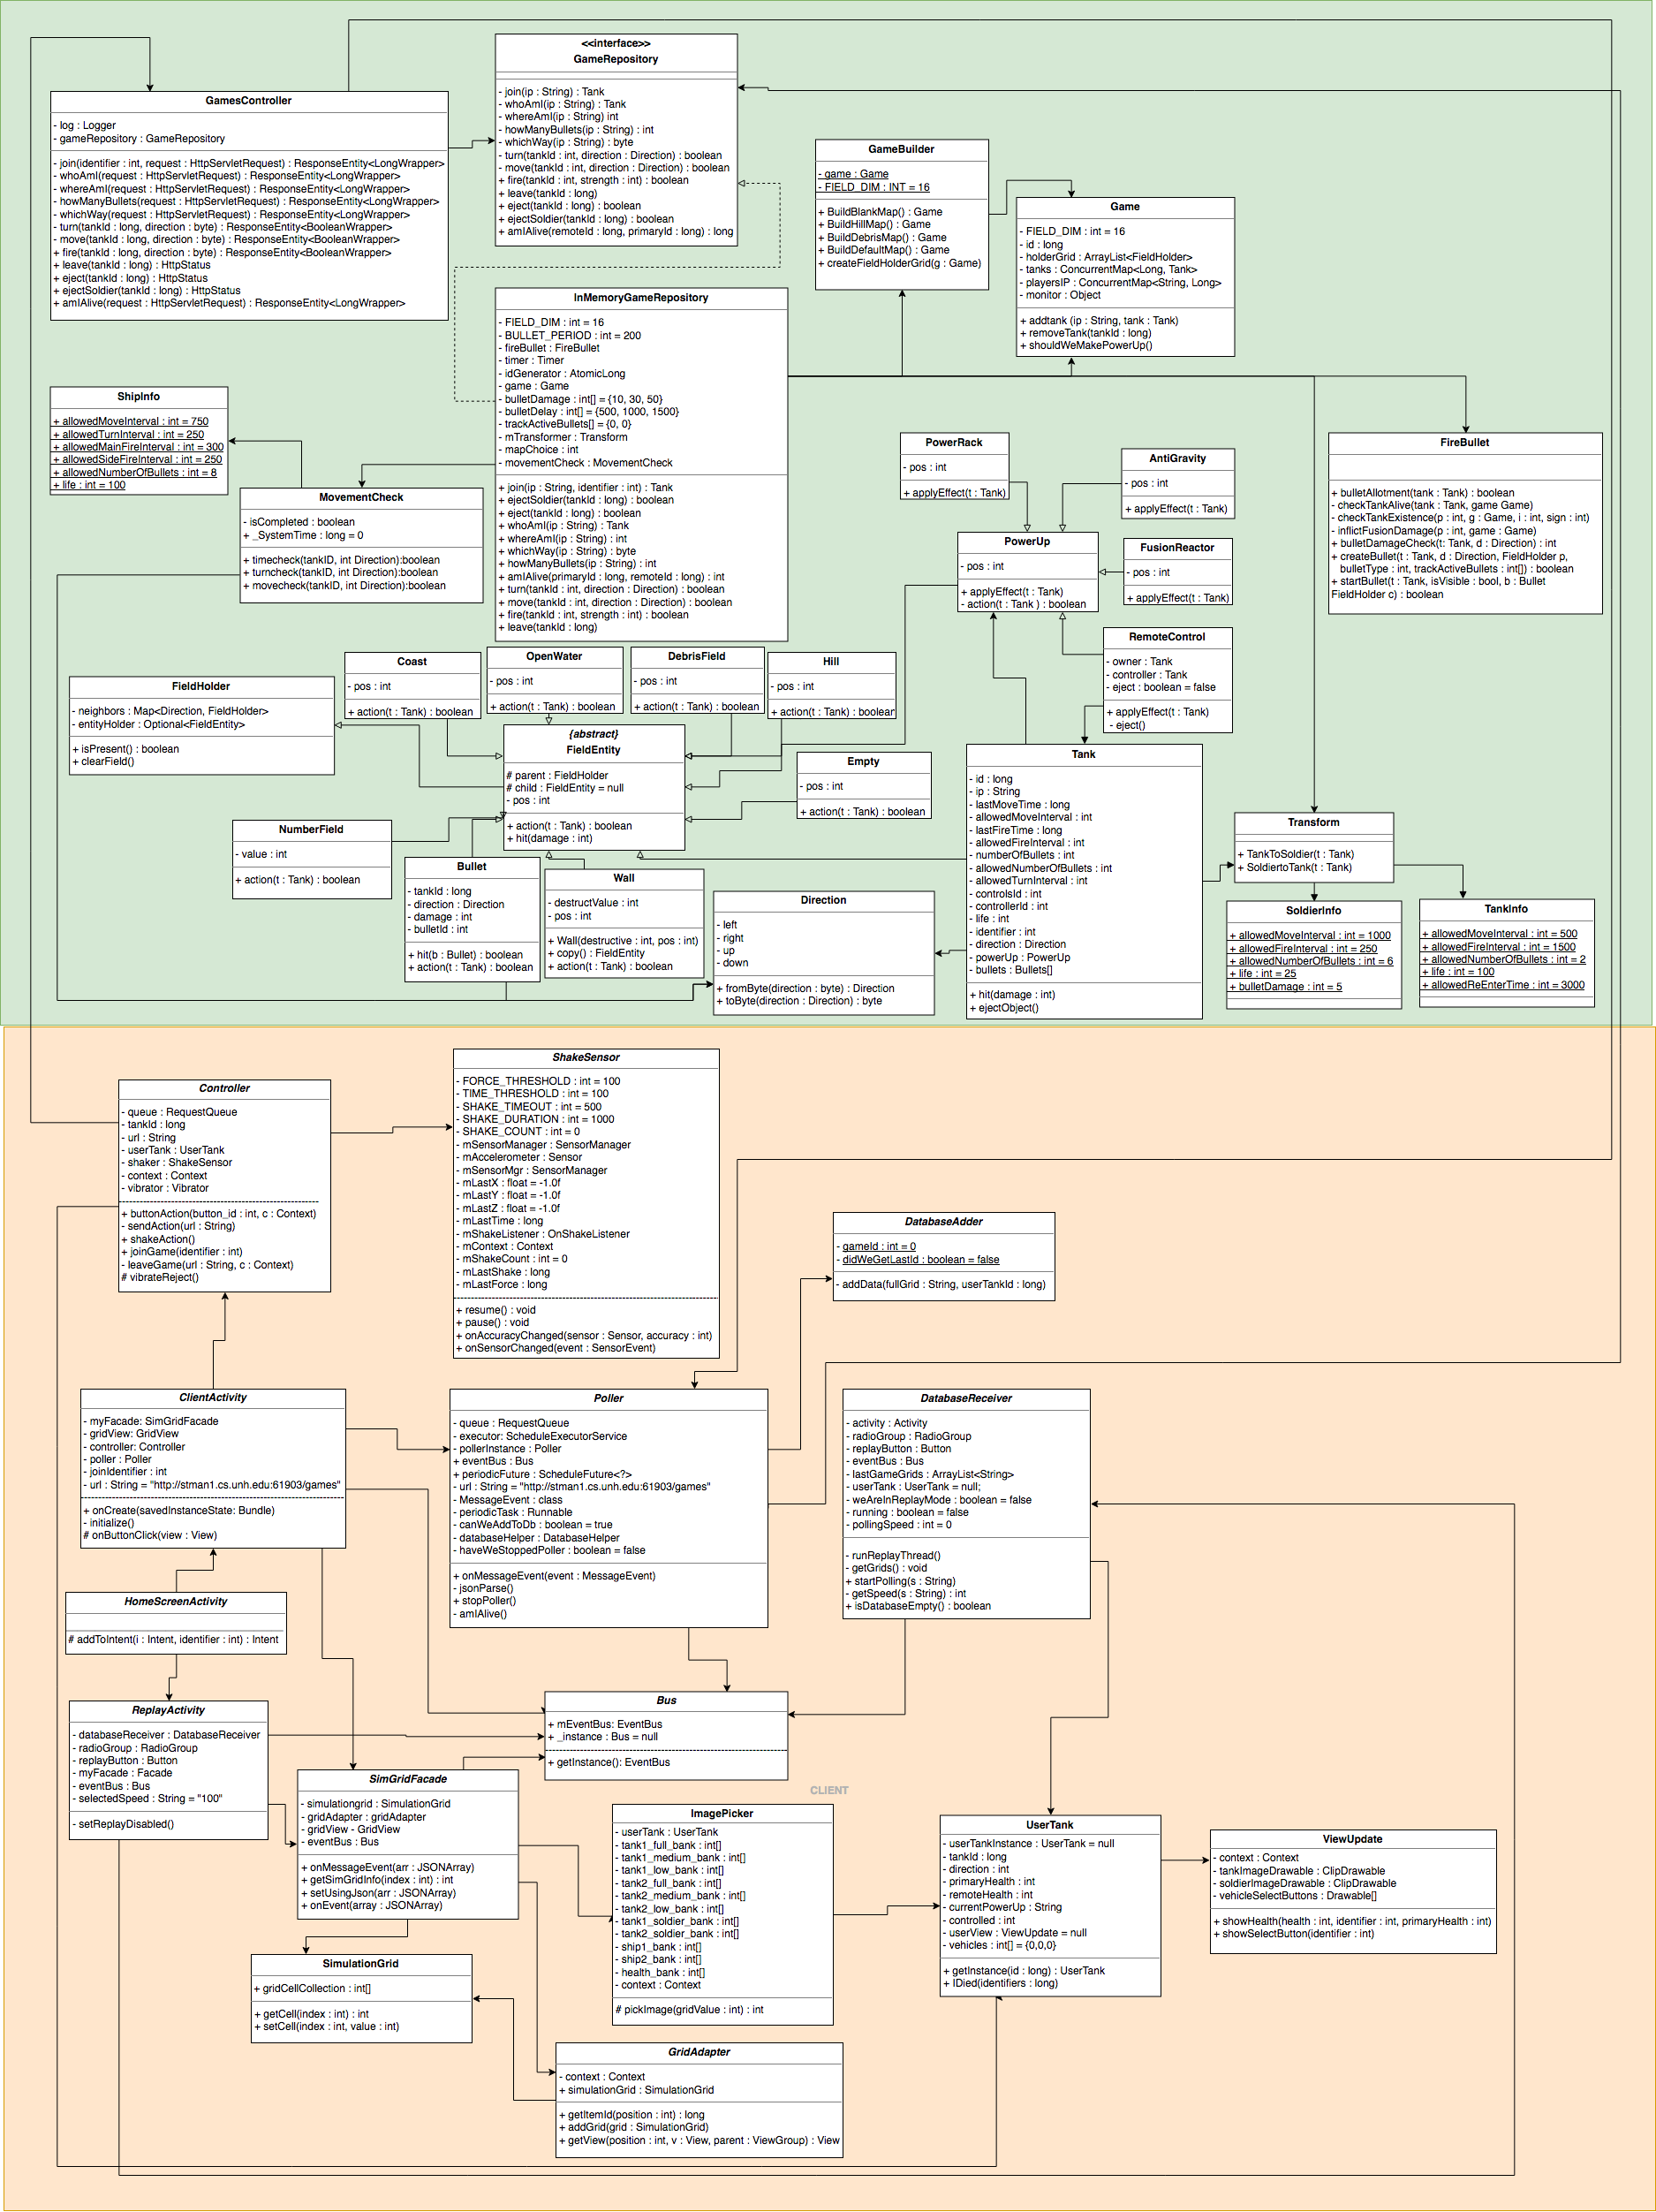 <<interface>>
GameRepository
- join(ip : String) : Tank
- whoAmI(ip : String) : Tank
- whereAmI(ip : String) int
- howManyBullets(ip : String) : int
- whichWay(ip : String) : byte
- turn(tankId : int, direction : Direction) : boolean
- move(tankId : int, direction : Direction) : boolean
+ fire(tankId : int, strength : int) : boolean
+ leave(tankId : long)
+ eject(tankId : long) : boolean
+ ejectSoldier(tankId : long) : boolean
+ amIAlive(remoteId : long, primaryId : long) : long
GamesController
- log : Logger
- gameRepository : GameRepository
- join(identifier : int, request : HttpServletRequest) : ResponseEntity<LongWrapper>
- whoAmI(request : HttpServletRequest) : ResponseEntity<LongWrapper>
- whereAmI(request : HttpServletRequest) : ResponseEntity<LongWrapper>
- howManyBullets(request : HttpServletRequest) : ResponseEntity<LongWrapper>
- whichWay(request : HttpServletRequest) : ResponseEntity<LongWrapper>
- turn(tankId : long, direction : byte) : ResponseEntity<BooleanWrapper>
- move(tankId : long, direction : byte) : ResponseEntity<BooleanWrapper>
+ fire(tankId : long, direction : byte) : ResponseEntity<BooleanWrapper>
+ leave(tankId : long) : HttpStatus
+ eject(tankId : long) : HttpStatus
+ ejectSoldier(tankId : long) : HttpStatus
+ amIAlive(request : HttpServletRequest) : ResponseEntity<LongWrapper>
GameBuilder
- game : Game
- FIELD_DIM : INT = 16
+ BuildBlankMap() : Game
+ BuildHillMap() : Game
+ BuildDebrisMap() : Game
+ BuildDefaultMap() : Game
+ createFieldHolderGrid(g : Game)
Game
- FIELD_DIM : int = 16
- id : long
- holderGrid : ArrayList<FieldHolder>
- tanks : ConcurrentMap<Long, Tank>
- playersIP : ConcurrentMap<String, Long>
- monitor : Object
+ addtank (ip : String, tank : Tank)
+ removeTank(tankId : long)
+ shouldWeMakePowerUp()
InMemoryGameRepository
- FIELD_DIM : int = 16
- BULLET_PERIOD : int = 200
- fireBullet : FireBullet
- timer : Timer
- idGenerator : AtomicLong
- game : Game
- bulletDamage : int[] = {10, 30, 50}
- bulletDelay : int[] = {500, 1000, 1500}
- trackActiveBullets[] = {0, 0}
- mTransformer : Transform
- mapChoice : int
- movementCheck : MovementCheck
+ join(ip : String, identifier : int) : Tank
+ ejectSoldier(tankId : long) : boolean
+ eject(tankId : long) : boolean
+ whoAmI(ip : String) : Tank
+ whereAmI(ip : String) : int
+ whichWay(ip : String) : byte
+ howManyBullets(ip : String) : int
+ amIAlive(primaryId : long, remoteId : long) : int
+ turn(tankId : int, direction : Direction) : boolean
+ move(tankId : int, direction : Direction) : boolean
+ fire(tankId : int, strength : int) : boolean
+ leave(tankId : long)
ShipInfo
+ allowedMoveInterval : int = 750
+ allowedTurnInterval : int = 250
+ allowedMainFireInterval : int = 300
+ allowedSideFireInterval : int = 250
+ allowedNumberOfBullets : int = 8
+ life : int = 100
MovementCheck
- isCompleted : boolean
+ _SystemTime : long = 0
+ timecheck(tankID, int Direction):boolean
+ turncheck(tankID, int Direction):boolean
+ movecheck(tankID, int Direction):boolean
PowerRack
- pos : int
+ applyEffect(t : Tank)
AntiGravity
- pos : int
+ applyEffect(t : Tank)
PowerUp
- pos : int
+ applyEffect(t : Tank)
- action(t : Tank ) : boolean
FusionReactor
- pos : int
+ applyEffect(t : Tank)
RemoteControl
- owner : Tank
- controller : Tank
- eject : boolean = false
+ applyEffect(t : Tank)
- eject()
FireBullet
+ bulletAllotment(tank : Tank) : boolean
- checkTankAlive(tank : Tank, game Game)
- checkTankExistence(p : int, g : Game, i : int, sign : int)
- inflictFusionDamage(p : int, game : Game)
+ bulletDamageCheck(t: Tank, d : Direction) : int
+ createBullet(t : Tank, d : Direction, FieldHolder p,
bulletType : int, trackActiveBullets : int[]) : boolean
+ startBullet(t : Tank, isVisible : bool, b : Bullet
FieldHolder c) : boolean
FieldHolder
- neighbors : Map<Direction, FieldHolder>
- entityHolder : Optional<FieldEntity>
+ isPresent() : boolean
+ clearField()
Coast
- pos : int
+ action(t : Tank) : boolean
OpenWater
- pos : int
+ action(t : Tank) : boolean
DebrisField
- pos : int
+ action(t : Tank) : boolean
Hill
- pos : int
+ action(t : Tank) : boolean
{abstract}
FieldEntity
# parent : FieldHolder
# child : FieldEntity = null
- pos : int
+ action(t : Tank) : boolean
+ hit(damage : int)
Empty
- pos : int
+ action(t : Tank) : boolean
NumberField
- value : int
+ action(t : Tank) : boolean
Bullet
- tankId : long
- direction : Direction
- damage : int
- bulletId : int
+ hit(b : Bullet) : boolean
+ action(t : Tank) : boolean
Wall
- destructValue : int
- pos : int
+ Wall(destructive : int, pos : int)
+ copy() : FieldEntity
+ action(t : Tank) : boolean
Direction
- left
- right
- up
- down
+ fromByte(direction : byte) : Direction
+ toByte(direction : Direction) : byte
Tank
- id : long
- ip : String
- lastMoveTime : long
- allowedMoveInterval : int
- lastFireTime : long
- allowedFireInterval : int
- numberOfBullets : int
- allowedNumberOfBullets : int
- allowedTurnInterval : int
- controlsId : int
- controllerId : int
- life : int
- identifier : int
- direction : Direction
- powerUp : PowerUp
- bullets : Bullets[]
+ hit(damage : int)
+ ejectObject()
Transform
+ TankToSoldier(t : Tank)
+ SoldiertoTank(t : Tank)
SoldierInfo
+ allowedMoveInterval : int = 1000
+ allowedFireInterval : int = 250
+ allowedNumberOfBullets : int = 6
+ life : int = 25
+ bulletDamage : int = 5
TankInfo
+ allowedMoveInterval : int = 500
+ allowedFireInterval : int = 1500
+ allowedNumberOfBullets : int = 2
+ life : int = 100
+ allowedReEnterTime : int = 3000
Controller
- queue : RequestQueue
- tankId : long
- url : String
- userTank : UserTank
- shaker : ShakeSensor
- context : Context
- vibrator : Vibrator
+ buttonAction(button_id : int, c : Context)
- sendAction(url : String)
+ shakeAction()
+ joinGame(identifier : int)
- leaveGame(url : String, c : Context)
# vibrateReject()
ShakeSensor
- FORCE_THRESHOLD : int = 100
- TIME_THRESHOLD : int = 100
- SHAKE_TIMEOUT : int = 500
- SHAKE_DURATION : int = 1000
- SHAKE_COUNT : int = 0
- mSensorManager : SensorManager
- mAccelerometer : Sensor
- mSensorMgr : SensorManager
- mLastX : float = -1.0f
- mLastY : float = -1.0f
- mLastZ : float = -1.0f
- mLastTime : long
- mShakeListener : OnShakeListener
- mContext : Context
- mShakeCount : int = 0
- mLastShake : long
- mLastForce : long
+ resume() : void
+ pause() : void
+ onAccuracyChanged(sensor : Sensor, accuracy : int)
+ onSensorChanged(event : SensorEvent)
DatabaseAdder
- gameId : int = 0
- didWeGetLastId : boolean = false
- addData(fullGrid : String, userTankId : long)
ClientActivity
- myFacade: SimGridFacade
- gridView: GridView
- controller: Controller
- poller : Poller
- joinIdentifier : int
- url : String = "http://stman1.cs.unh.edu:61903/games"
+ onCreate(savedInstanceState: Bundle)
- initialize()
# onButtonClick(view : View)
Poller
- queue : RequestQueue
- executor: ScheduleExecutorService
- pollerInstance : Poller
+ eventBus : Bus
+ periodicFuture : ScheduleFuture<?>
- url : String = "http://stman1.cs.unh.edu:61903/games"
- MessageEvent : class
- periodicTask : Runnable
- canWeAddToDb : boolean = true
- databaseHelper : DatabaseHelper
- haveWeStoppedPoller : boolean = false
+ onMessageEvent(event : MessageEvent)
- jsonParse()
+ stopPoller()
- amIAlive()
DatabaseReceiver
- activity : Activity
- radioGroup : RadioGroup
- replayButton : Button
- eventBus : Bus
- lastGameGrids : ArrayList<String>
- userTank : UserTank = null;
- weAreInReplayMode : boolean = false
- running : boolean = false
- pollingSpeed : int = 0
- runReplayThread()
- getGrids() : void
+ startPolling(s : String)
- getSpeed(s : String) : int
+ isDatabaseEmpty() : boolean
HomeScreenActivity
# addToIntent(i : Intent, identifier : int) : Intent
ReplayActivity
- databaseReceiver : DatabaseReceiver
- radioGroup : RadioGroup
- replayButton : Button
- myFacade : Facade
- eventBus : Bus
- selectedSpeed : String = "100"
- setReplayDisabled()
Bus
+ mEventBus: EventBus
+ _instance : Bus = null
+ getInstance(): EventBus
SimGridFacade
- simulationgrid : SimulationGrid
- gridAdapter : gridAdapter
- gridView - GridView
- eventBus : Bus
+ onMessageEvent(arr : JSONArray)
+ getSimGridInfo(index : int) : int
+ setUsingJson(arr : JSONArray)
+ onEvent(array : JSONArray)
CLIENT
ImagePicker
- userTank : UserTank
- tank1_full_bank : int[]
- tank1_medium_bank : int[]
- tank1_low_bank : int[]
- tank2_full_bank : int[]
- tank2_medium_bank : int[]
- tank2_low_bank : int[]
- tank1_soldier_bank : int[]
- tank2_soldier_bank : int[]
- ship1_bank : int[]
- ship2_bank : int[]
- health_bank : int[]
- context : Context
# pickImage(gridValue : int) : int
UserTank
- userTankInstance : UserTank = null
- tankId : long
- direction : int
- primaryHealth : int
- remoteHealth : int
- currentPowerUp : String
- controlled : int
- userView : ViewUpdate = null
- vehicles : int[] = {0,0,0}
+ getInstance(id : long) : UserTank
+ IDied(identifiers : long)
ViewUpdate
- context : Context
- tankImageDrawable : ClipDrawable
- soldierImageDrawable : ClipDrawable
- vehicleSelectButtons : Drawable[]
+ showHealth(health : int, identifier : int, primaryHealth : int)
+ showSelectButton(identifier : int)
SimulationGrid
+ gridCellCollection : int[]
+ getCell(index : int) : int
+ setCell(index : int, value : int)
GridAdapter
- context : Context
+ simulationGrid : SimulationGrid
+ getItemId(position : int) : long
+ addGrid(grid : SimulationGrid)
+ getView(position : int, v : View, parent : ViewGroup) : View